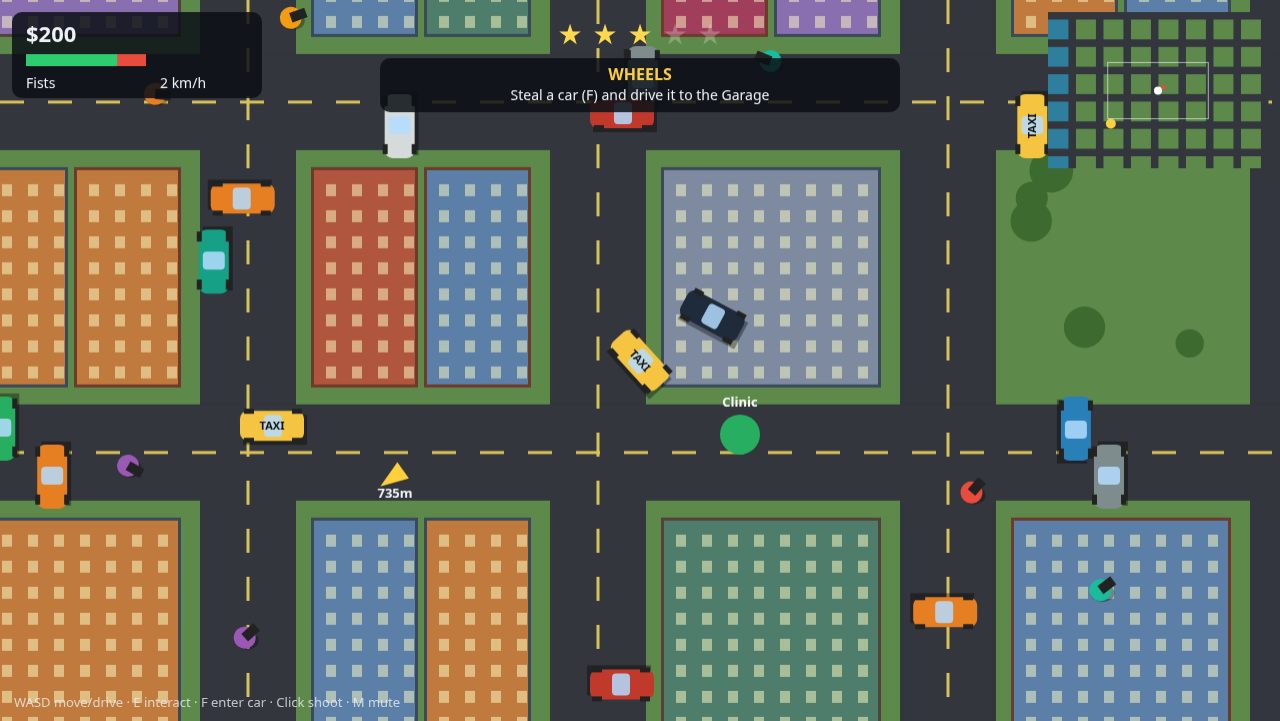 $200
Fists
2 km/h
WHEELS
Steal a car (F) and drive it to the Garage
TAXI
TAXI
Clinic
TAXI
735m
WASD move/drive · E interact · F enter car · Click shoot · M mute